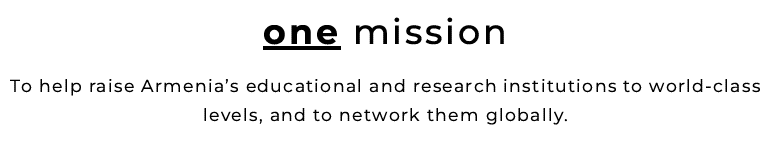 one mission
To help raise Armenia’s educational and research institutions to world-class
levels, and to network them globally.